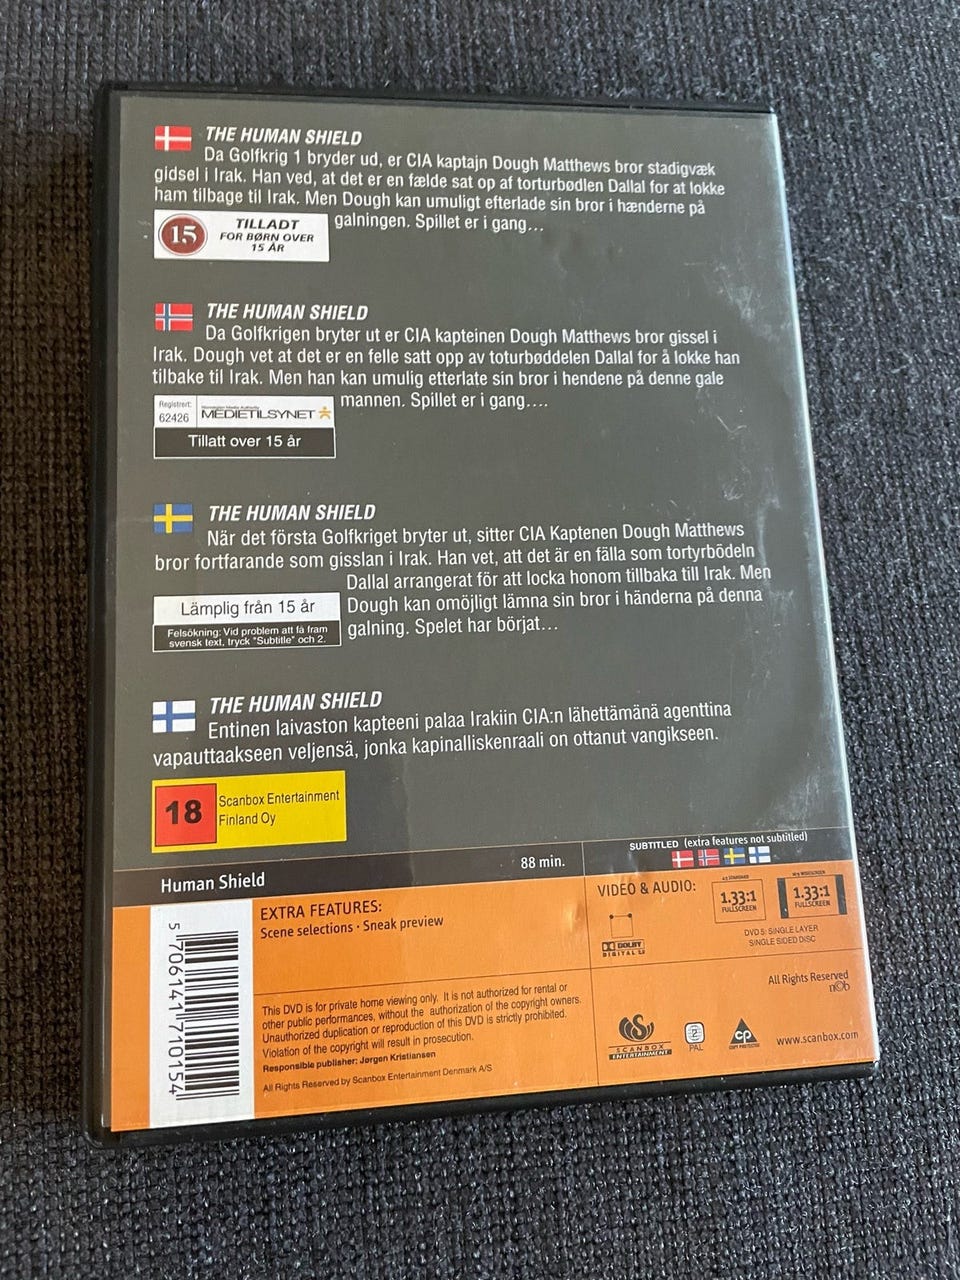 THE HUMAN SHIELD
Da Golfkrig 1 bryder ud, er CIA kaptajn Dough Matthews bror stadigvæk
gidsel i Irak. Han ved, at det er en fælde sat op af torturbødlen Dallal for at lokke
ham tilbage til Irak. Men Dough kan umuligt efterlade sin bror i hænderne på
galningen. Spillet er i gang...
15
TILLADT
FOR BØRN OVER
15 ÅR
THE HUMAN SHIELD
Da Golfkrigen bryter ut er CIA kapteinen Dough Matthews bror gissel i
Irak. Dough vet at det er en felle satt opp av toturbøddelen Dallal for å lokke han
tilbake til Irak. Men han kan umulig etterlate sin bror i hendene på denne gale
mannen. Spillet er i gang....
Registrert:
62426
Norwegian Media Authority
MEDIETILSYNET
Tillatt over 15 år
THE HUMAN SHIELD
När det första Golfkriget bryter ut, sitter CIA Kaptenen Dough Matthews
bror fortfarande som gisslan i Irak. Han vet, att det är en fälla som tortyrbödeln
Dallal arrangerat för att locka honom tillbaka till Irak. Men
Dough kan omöjligt lämna sin bror i händerna på denna
galning. Spelet har börjat...
Lämplig från 15 år
Felsökning: Vid problem att få fram
svensk text, tryck "Subtitle" och 2.
THE HUMAN SHIELD
Entinen laivaston kapteeni palaa Irakiin CIA:n lähettämänä agenttina
vapauttaakseen veljensä, jonka kapinalliskenraali on ottanut vangikseen.
18
Scanbox Entertainment
Finland Oy
88 min.
SUBTITLED (extra features not subtitled)
Human Shield
EXTRA FEATURES:
Scene selections · Sneak preview
VIDEO & AUDIO:
4:3 STANDARD
1.33:1
FULLSCREEN
16:9 WIDESCREEN
1.33:1
FULLSCREEN
DOLBY
DIGITAL
DVD 5: SINGLE LAYER
SINGLE SIDED DISC
5 706141 710154
This DVD is for private home viewing only. It is not authorized for rental or
other public performances, without the authorization of the copyright owners.
Unauthorized duplication or reproduction of this DVD is strictly prohibited.
Violation of the copyright will result in prosecution.
Responsible publisher: Jørgen Kristiansen
All Rights Reserved by Scanbox Entertainment Denmark A/S
All Rights Reserved
n©b
SCANBOX
ENTERTAINMENT
2
PAL
CP
COPY PROTECTED
www.scanbox.com